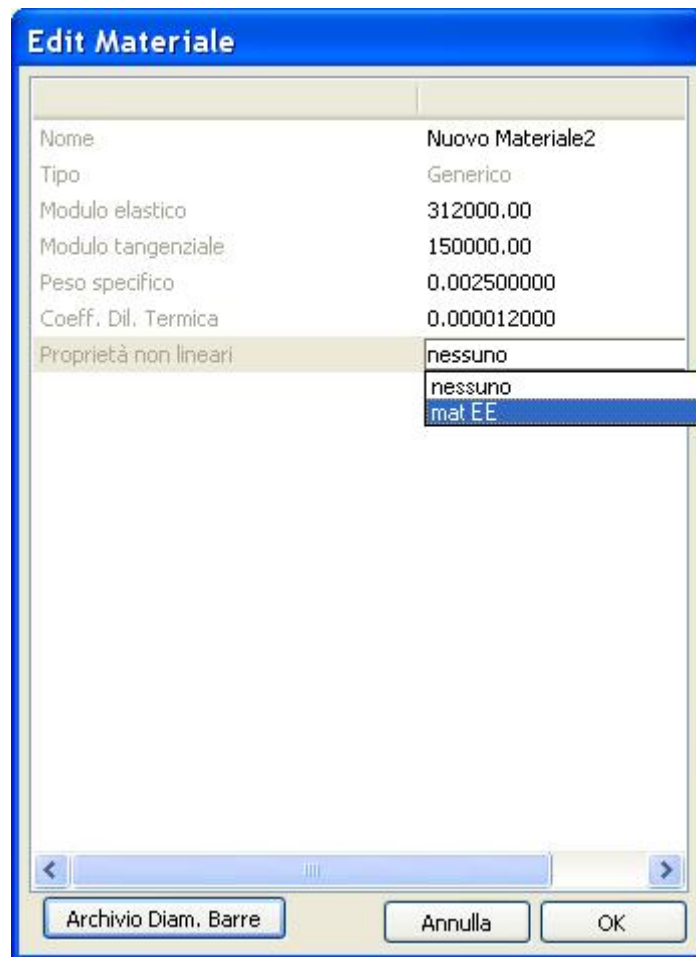 Edit Materiale
Nome Nuovo Materiale2
Tipo Generico
Modulo elastico 312000.00
Modulo tangenziale 150000.00
Peso specifico 0.002500000
Coeff. Dil. Termica 0.000012000
Proprietà non lineari nessuno
nessuno
mat EE
Archivio Diam. Barre Annulla OK